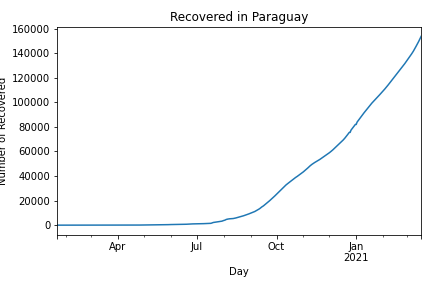 Recovered in Paraguay
160000
140000
120000
100000
80000
60000
40000
20000
0
Number of Recovered
Apr
Jul
Oct
Jan
2021
Day